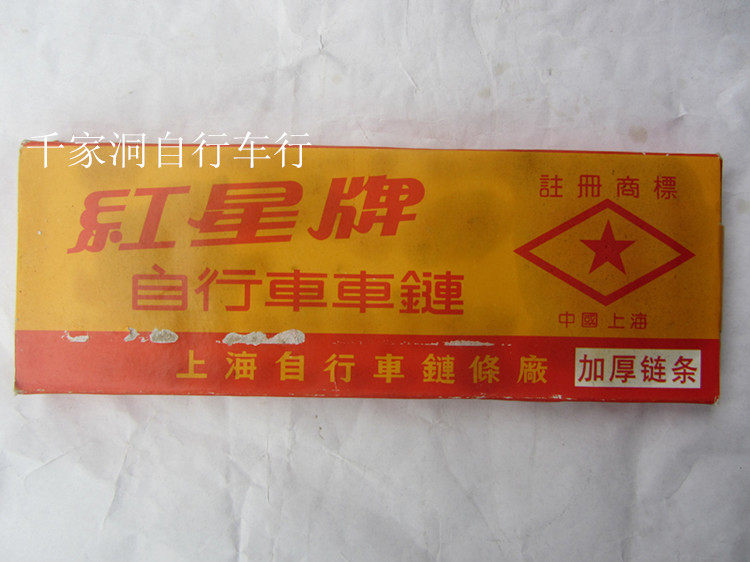 千家洞自行车行
紅星牌
註冊商標
自行車車鏈
中國上海
上海自行車鏈條廠
加厚链条